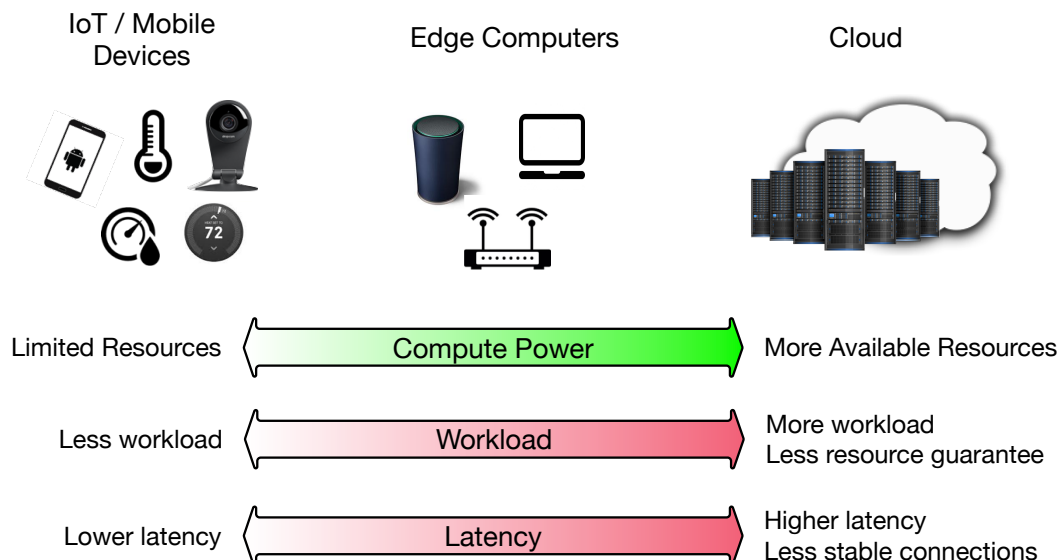 IoT / Mobile
Devices
Edge Computers
Cloud
72
Limited Resources
Compute Power
More Available Resources
Less workload
Workload
More workload
Less resource guarantee
Lower latency
Latency
Higher latency
Less stable connections